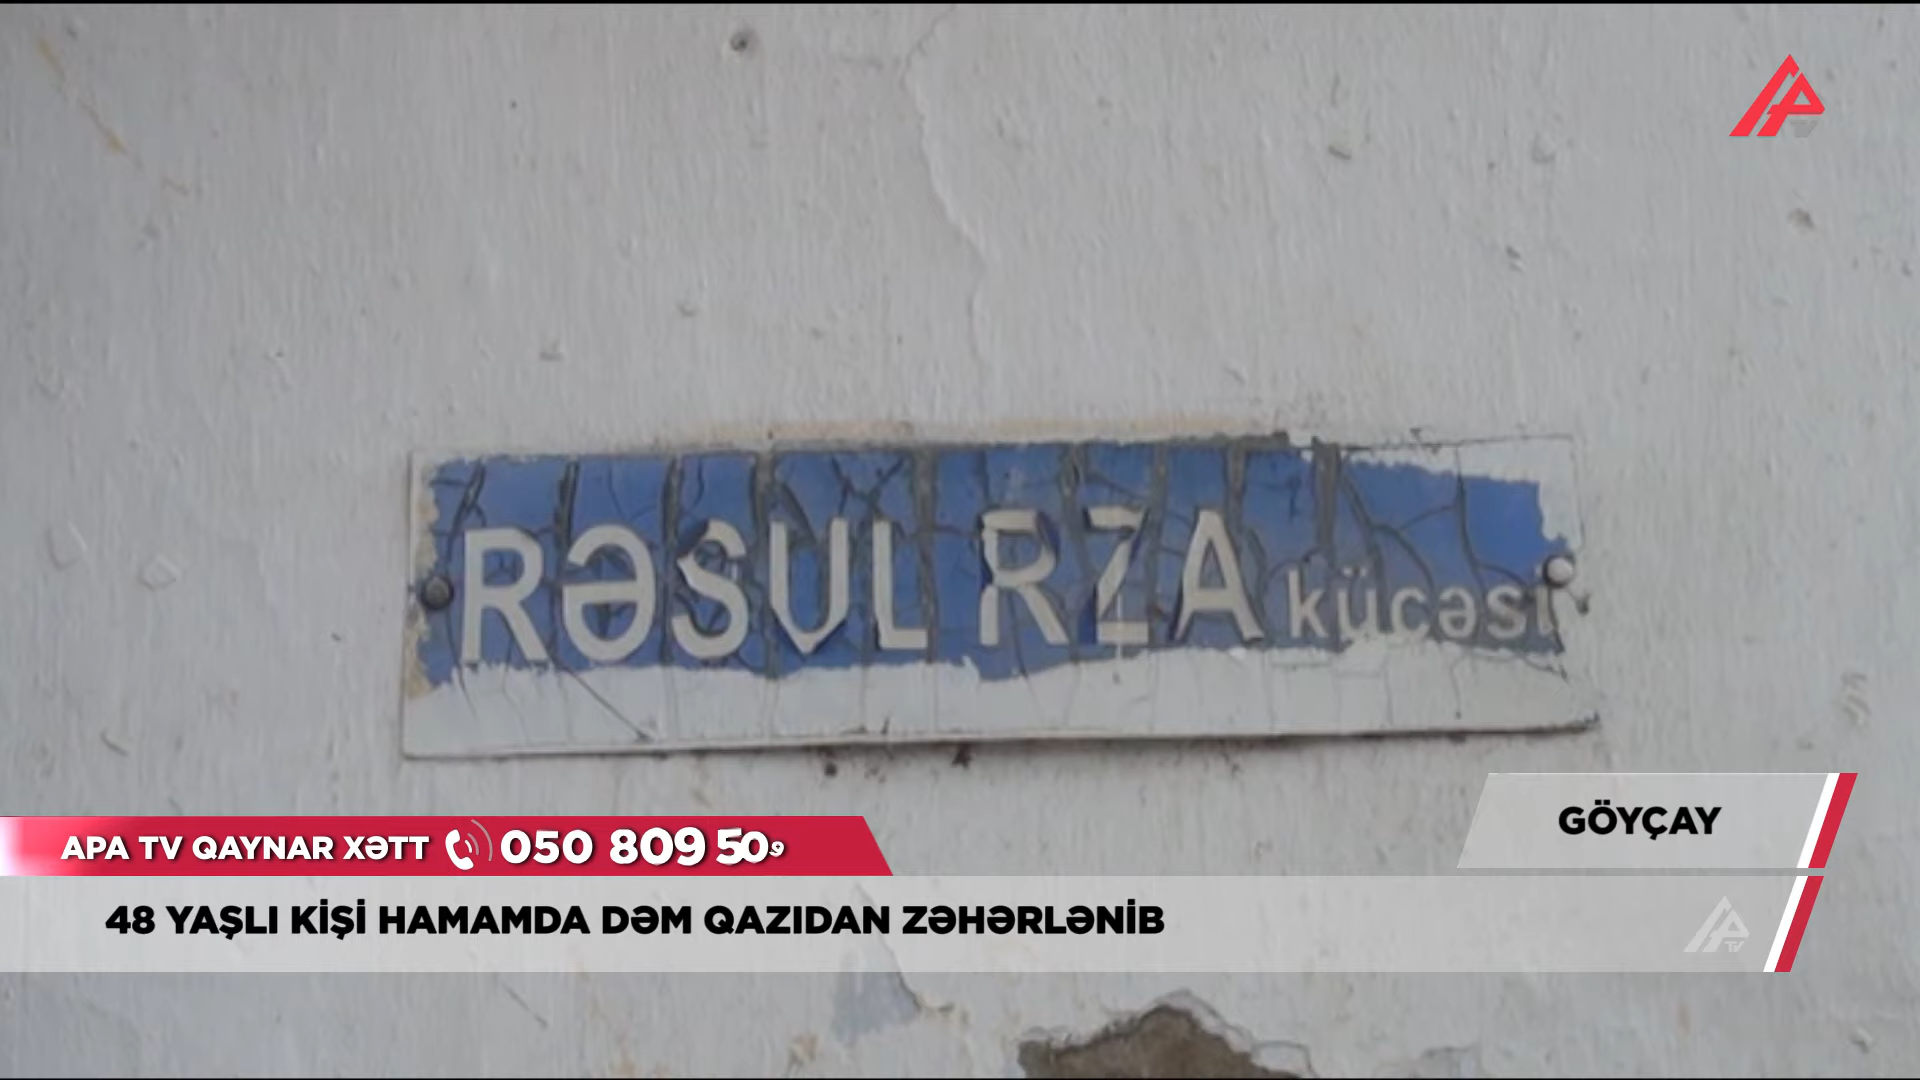 RƏSUL RZA küçəsi
GÖYÇAY
APA TV QAYNAR XƏTT 050 809 50
48 YAŞLI KİŞİ HAMAMDA DƏM QAZIDAN ZƏHƏRLƏNİB